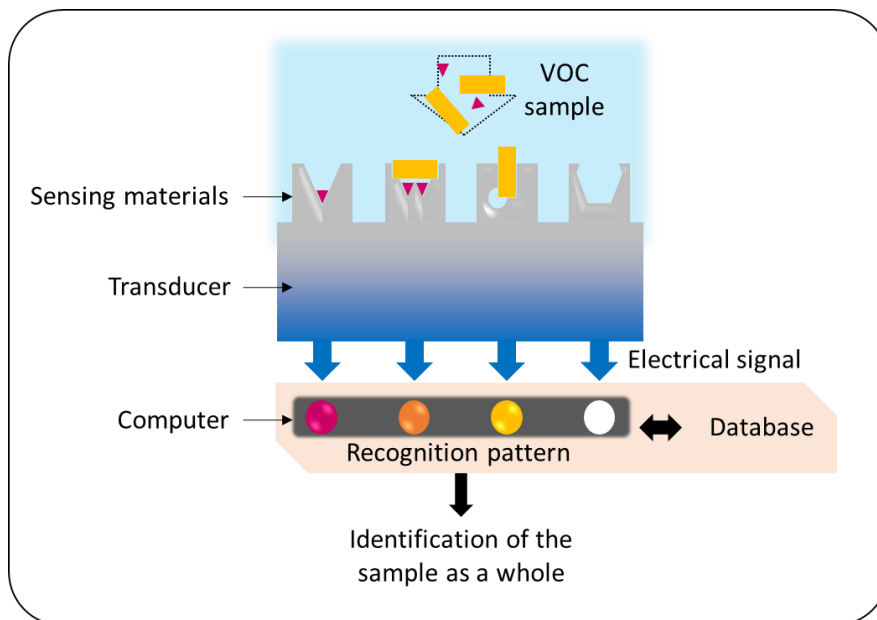 VOC
sample
Sensing materials
Transducer
Electrical signal
Computer
Database
Recognition pattern
Identification of the
sample as a whole